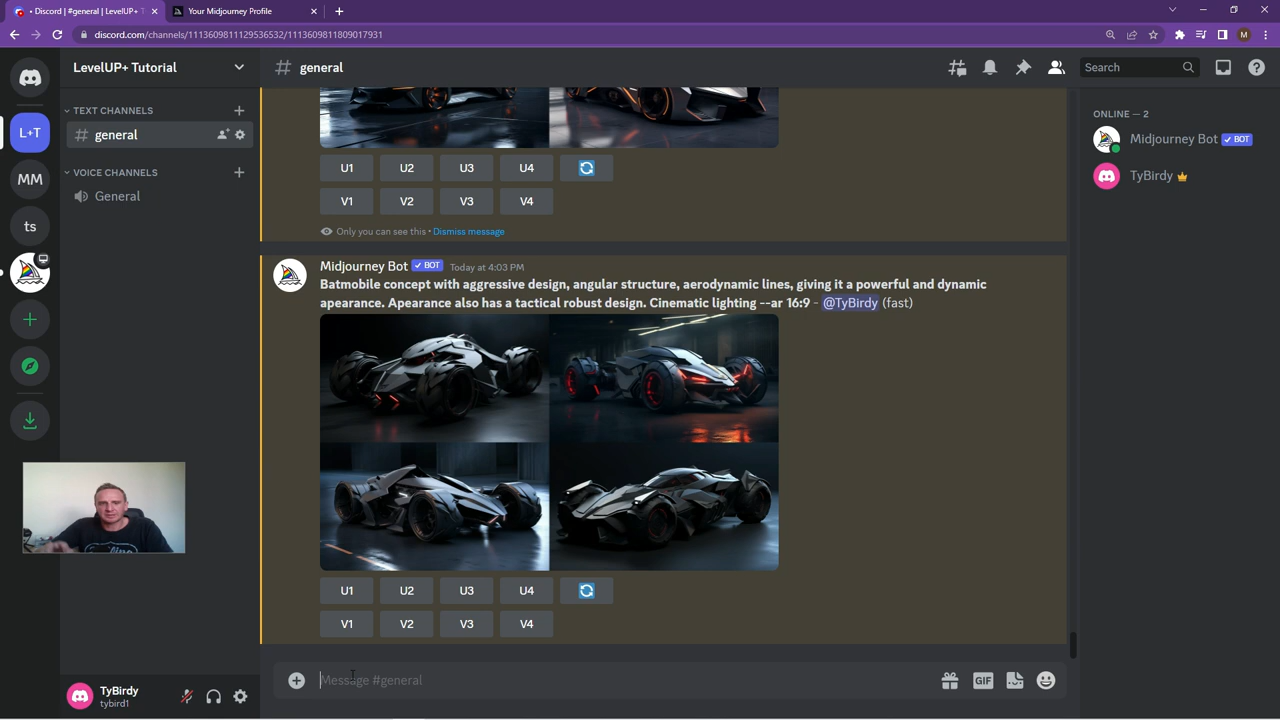 • Discord | #general | LevelUP+ T
Your Midjourney Profile
discord.com/channels/1113609811129536532/1113609811809017931
M
LevelUP+ Tutorial
# general
Search
TEXT CHANNELS
general
VOICE CHANNELS
General
L+T
MM
ts
U1 U2 U3 U4
V1 V2 V3 V4
Only you can see this • Dismiss message
Midjourney Bot BOT Today at 4:03 PM
Batmobile concept with aggressive design, angular structure, aerodynamic lines, giving it a powerful and dynamic
apearance. Apearance also has a tactical robust design. Cinematic lighting --ar 16:9 - @TyBirdy (fast)
U1 U2 U3 U4
V1 V2 V3 V4
Message #general
GIF
ONLINE — 2
Midjourney Bot BOT
TyBirdy
TyBirdy
tybird1